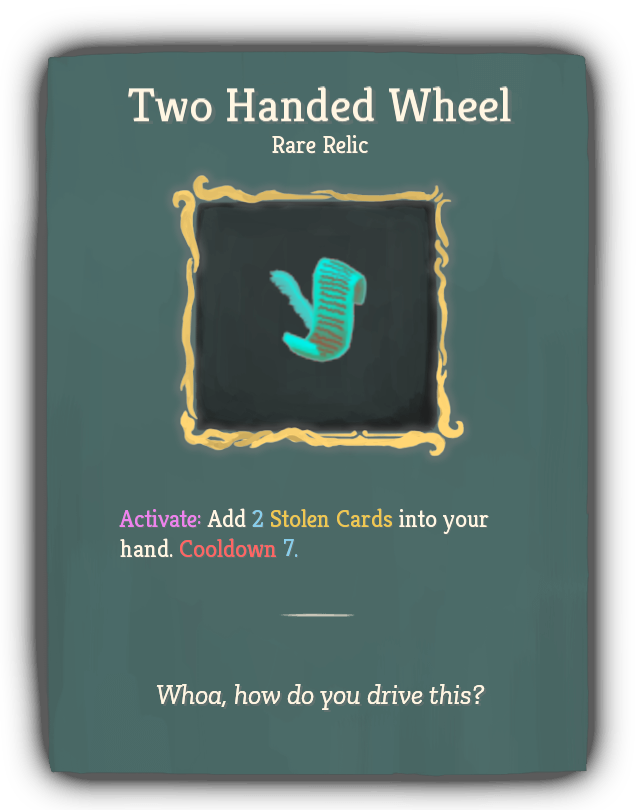 Two Handed Wheel
Rare Relic
Activate: Add 2 Stolen Cards into your
hand. Cooldown 7.
Whoa, how do you drive this?